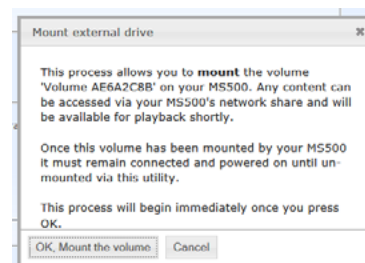 Mount external drive
This process allows you to mount the volume
'Volume AE6A2C8B' on your MS500. Any content can
be accessed via your MS500's network share and will
be available for playback shortly.
Once this volume has been mounted by your MS500
it must remain connected and powered on until un-
mounted via this utility.
This process will begin immediately once you press
OK.
OK, Mount the volume Cancel